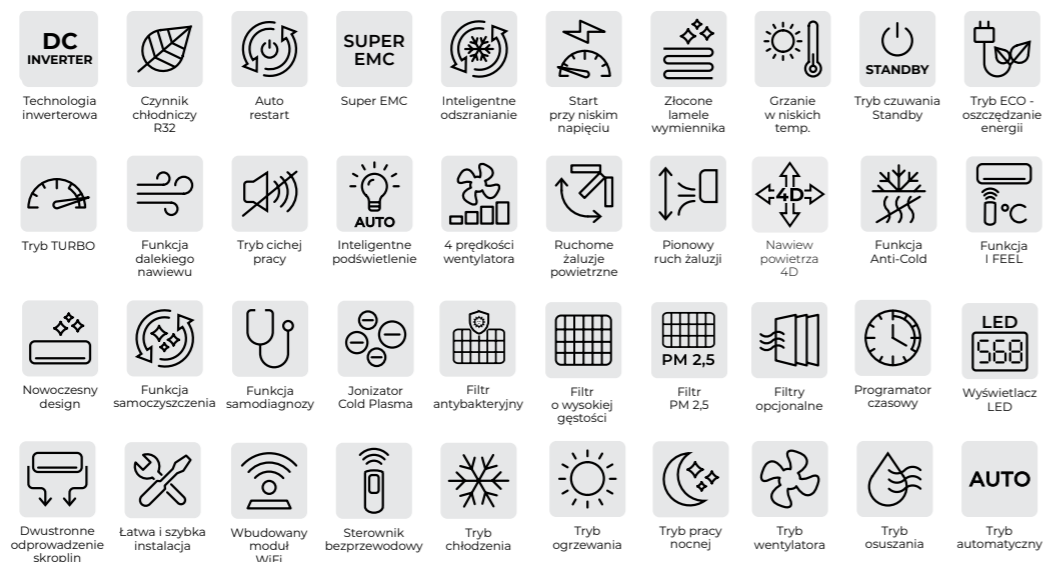 DC
INVERTER
Technologia
inwerterowa
Czynnik
chłodniczy
R32
Auto
restart
SUPER
EMC
Super EMC
Inteligentne
odszranianie
Start
przy niskim
napięciu
Złocone
lamele
wymiennika
Grzanie
w niskich
temp.
STANDBY
Tryb czuwania
Standby
Tryb ECO -
oszczędzanie
energii
Tryb TURBO
Funkcja
dalekiego
nawiewu
Tryb cichej
pracy
AUTO
Inteligentne
podświetlenie
4 prędkości
wentylatora
Ruchome
żaluzje
powietrzne
Pionowy
ruch żaluzji
4D
Nawiew
powietrza
4D
Funkcja
Anti-Cold
°C
Funkcja
I FEEL
Nowoczesny
design
Funkcja
samoczyszczenia
Funkcja
samodiagnozy
Jonizator
Cold Plasma
Filtr
antybakteryjny
Filtr
o wysokiej
gęstości
PM 2,5
Filtr
PM 2,5
Filtry
opcjonalne
Programator
czasowy
LED
568
Wyświetlacz
LED
Dwustronne
odprowadzenie
skroplin
Łatwa i szybka
instalacja
Wbudowany
moduł
WiFi
Sterownik
bezprzewodowy
Tryb
chłodzenia
Tryb
ogrzewania
Tryb pracy
nocnej
Tryb
wentylatora
Tryb
osuszania
AUTO
Tryb
automatyczny